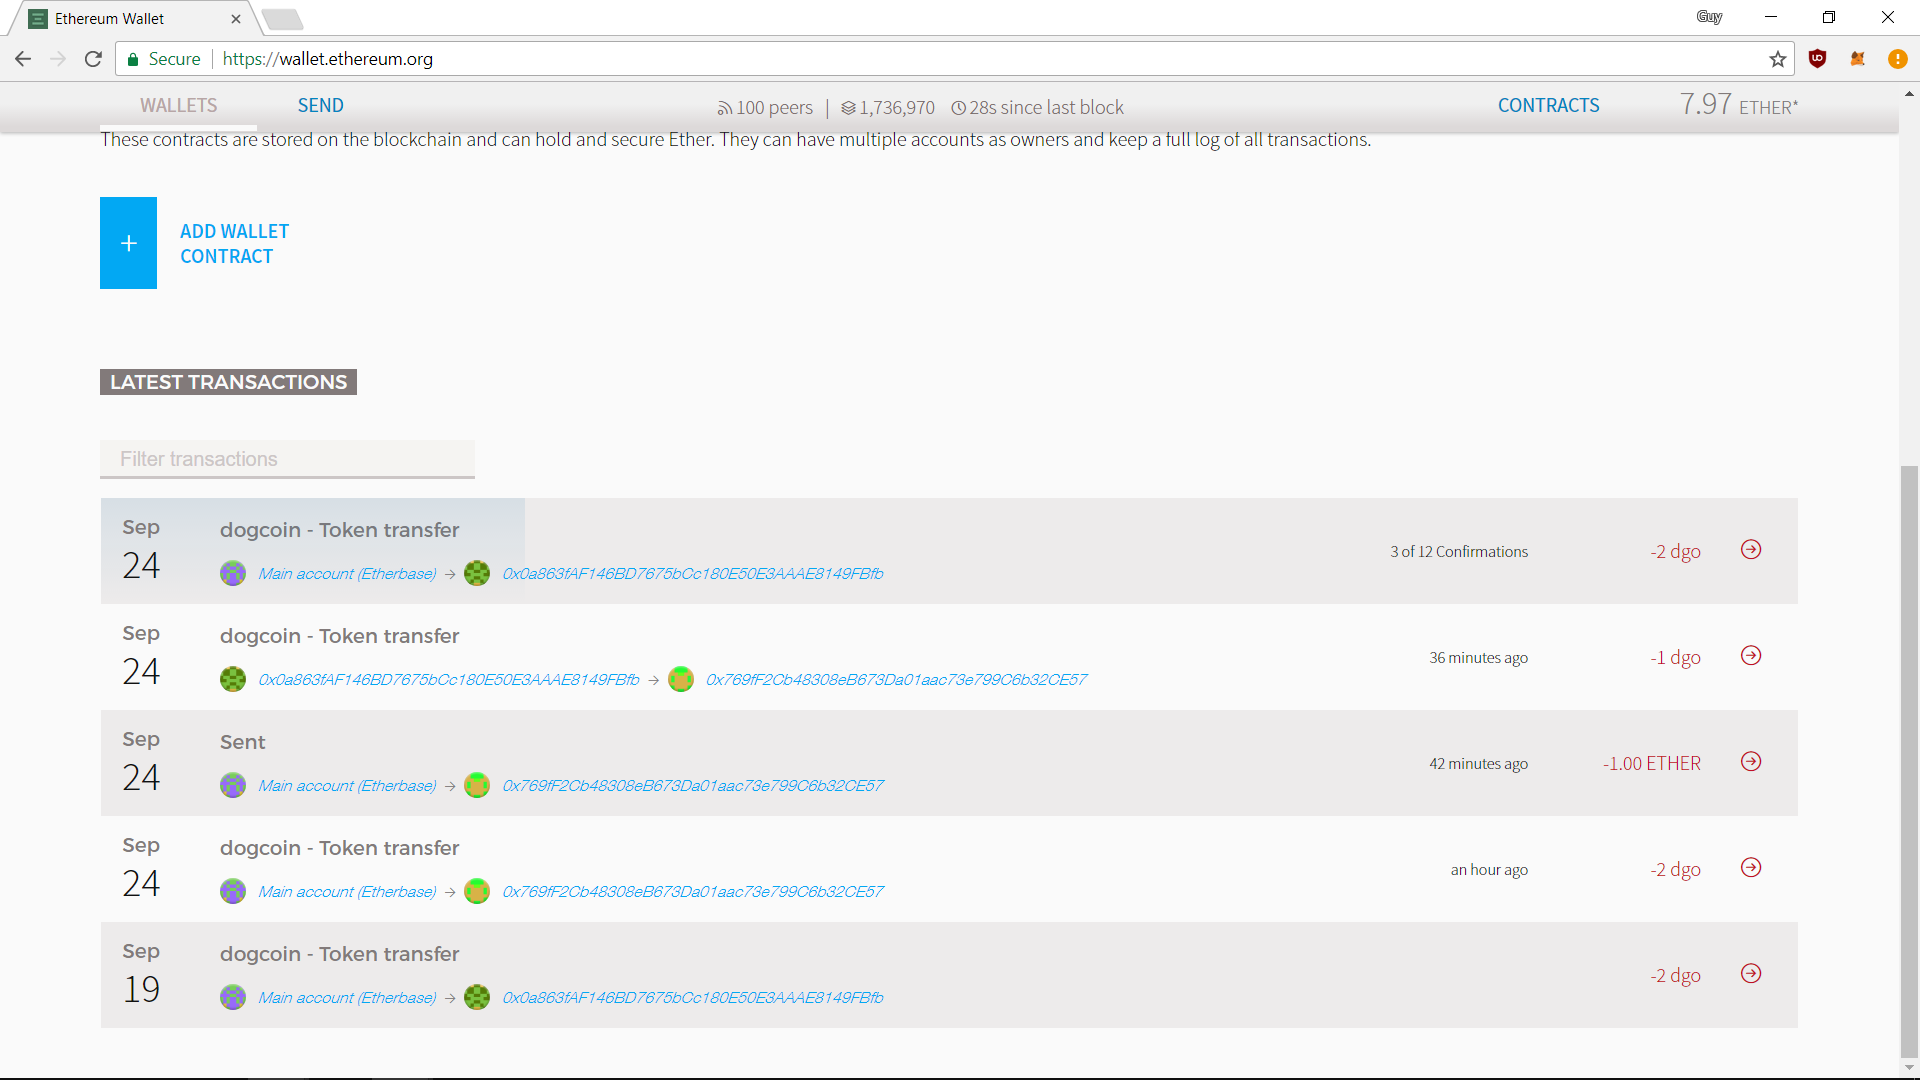 Ethereum Wallet
Guy
Secure
https://wallet.ethereum.org
WALLETS SEND 100 peers | 1,736,970 28s since last block CONTRACTS 7.97 ETHER*
These contracts are stored on the blockchain and can hold and secure Ether. They can have multiple accounts as owners and keep a full log of all transactions.
+
ADD WALLET
CONTRACT
LATEST TRANSACTIONS
Filter transactions
Sep
24
dogcoin - Token transfer
Main account (Etherbase) → 0x0a863fAF146BD7675bCc180E50E3AAAE8149FBfb
3 of 12 Confirmations
-2 dgo
Sep
24
dogcoin - Token transfer
0x0a863fAF146BD7675bCc180E50E3AAAE8149FBfb → 0x769fF2Cb48308eB673Da01aac73e799C6b32CE57
36 minutes ago
-1 dgo
Sep
24
Sent
Main account (Etherbase) → 0x769fF2Cb48308eB673Da01aac73e799C6b32CE57
42 minutes ago
-1.00 ETHER
Sep
24
dogcoin - Token transfer
Main account (Etherbase) → 0x769fF2Cb48308eB673Da01aac73e799C6b32CE57
an hour ago
-2 dgo
Sep
19
dogcoin - Token transfer
Main account (Etherbase) → 0x0a863fAF146BD7675bCc180E50E3AAAE8149FBfb
-2 dgo